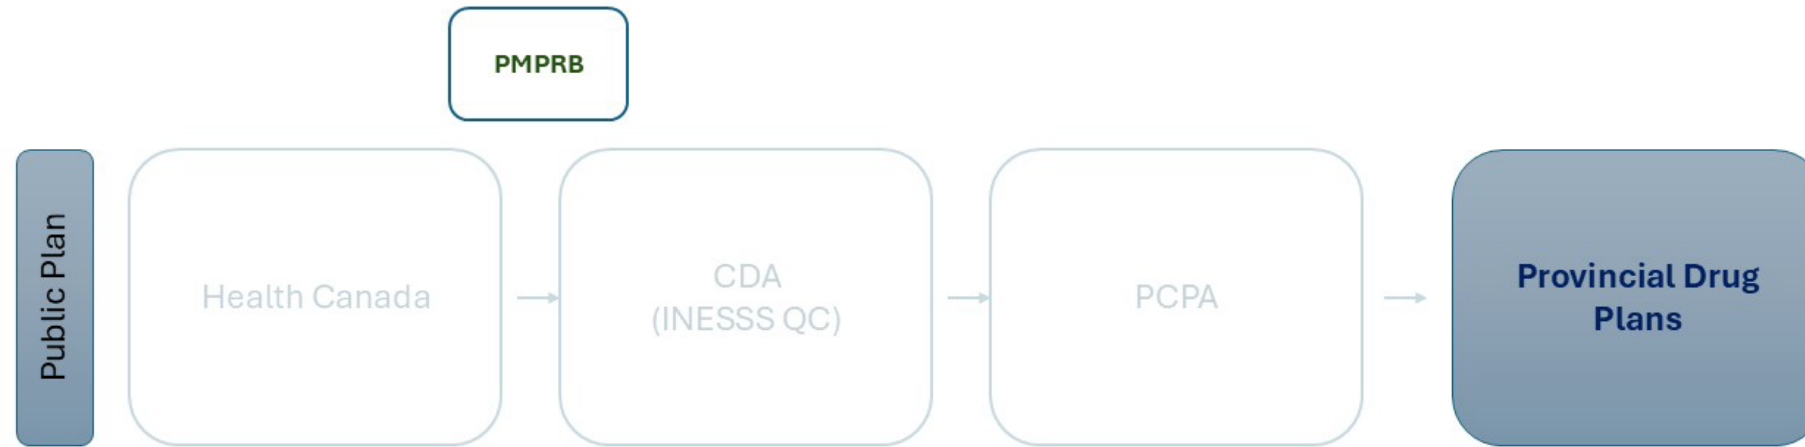 PMPRB
Public Plan
Health Canada
CDA
(INESSS QC)
PCPA
Provincial Drug
Plans